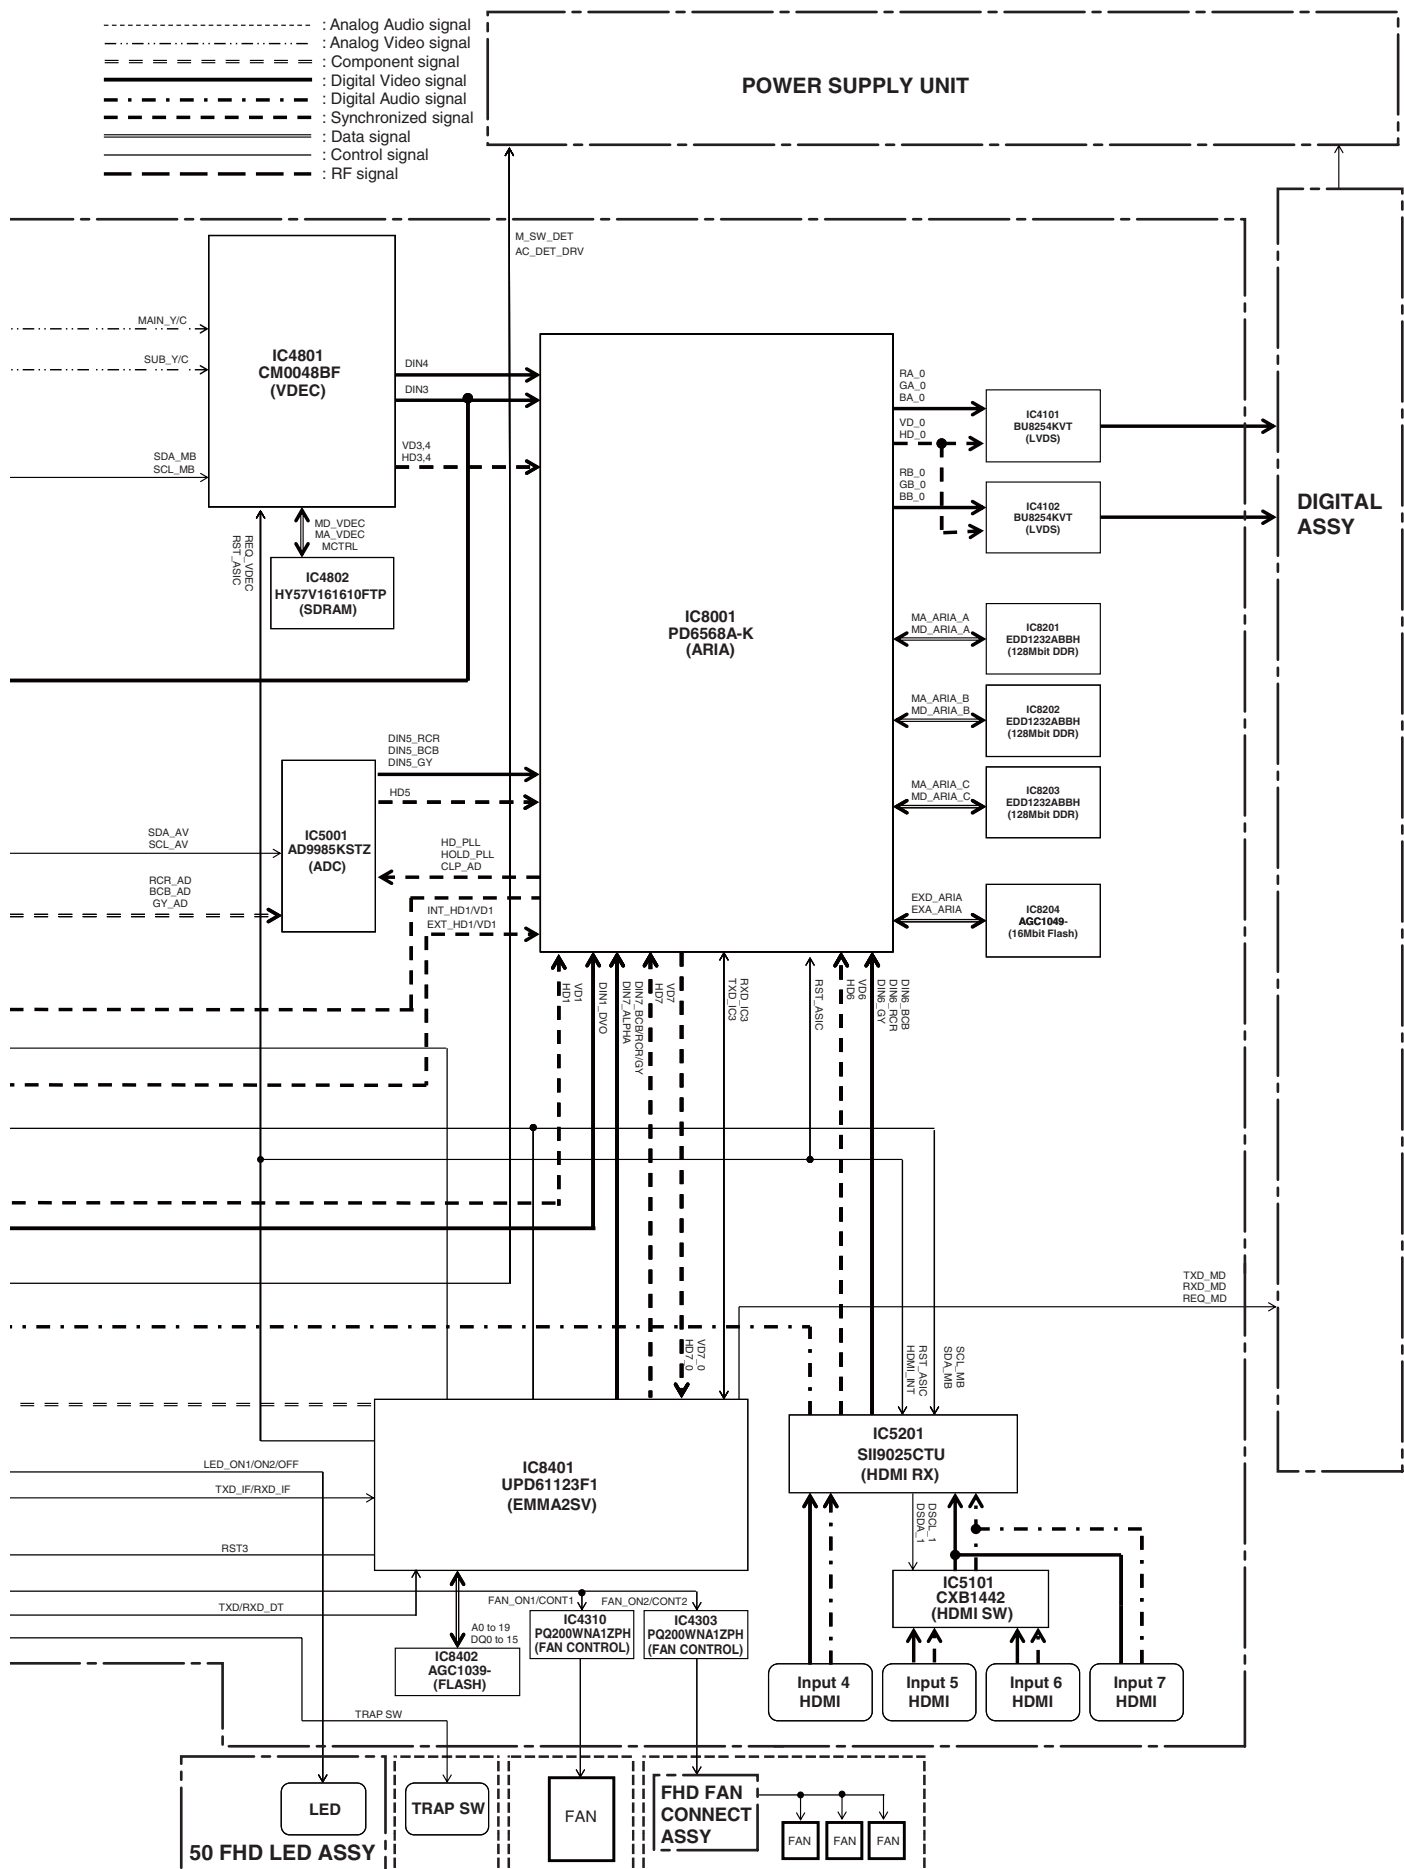 : Analog Audio signal
: Analog Video signal
: Component signal
: Digital Video signal
: Digital Audio signal
: Synchronized signal
: Data signal
: Control signal
: RF signal
POWER SUPPLY UNIT
M_SW_DET
AC_DET_DRV
MAIN_Y/C
SUB_Y/C
SDA_MB
SCL_MB
IC4801
CM0048BF
(VDEC)
DIN4
DIN3
VD3,4
HD3,4
REQ_VDEC
RST_ASIC
MD_VDEC
MA_VDEC
MCTRL
IC4802
HY57V161610FTP
(SDRAM)
IC8001
PD6568A-K
(ARIA)
RA_0
GA_0
BA_0
VD_0
HD_0
RB_0
GB_0
BB_0
IC4101
BU8254KVT
(LVDS)
IC4102
BU8254KVT
(LVDS)
DIGITAL
ASSY
MA_ARIA_A
MD_ARIA_A
IC8201
EDD1232ABBH
(128Mbit DDR)
MA_ARIA_B
MD_ARIA_B
IC8202
EDD1232ABBH
(128Mbit DDR)
MA_ARIA_C
MD_ARIA_C
IC8203
EDD1232ABBH
(128Mbit DDR)
EXD_ARIA
EXA_ARIA
IC8204
AGC1049-
(16Mbit Flash)
DIN5_RCR
DIN5_BCB
DIN5_GY
HD5
SDA_AV
SCL_AV
RCR_AD
BCB_AD
GY_AD
IC5001
AD9985KSTZ
(ADC)
HD_PLL
HOLD_PLL
CLP_AD
INT_HD1/VD1
EXT_HD1/VD1
VD1
HD1
DIN1_DVO
DIN7_BCB/RCR/GY
DIN7_ALPHA
VD7
HD7
RXD_IC3
TXD_IC3
RST_ASIC
VD6
HD6
DIN6_BCB
DIN6_RCR
DIN6_GY
TXD_MD
RXD_MD
REQ_MD
VD7_0
HD7_0
RST_ASIC
HDMI_INT
SCL_MB
SDA_MB
IC8401
UPD61123F1
(EMMA2SV)
IC5201
SII9025CTU
(HDMI RX)
LED_ON1/ON2/OFF
TXD_IF/RXD_IF
RST3
TXD/RXD_DT
DSCL_1
DSDA_1
IC5101
CXB1442
(HDMI SW)
FAN_ON1/CONT1
FAN_ON2/CONT2
IC4310
PQ200WNA1ZPH
(FAN CONTROL)
IC4303
PQ200WNA1ZPH
(FAN CONTROL)
A0 to 19
DQ0 to 15
IC8402
AGC1039-
(FLASH)
Input 4
HDMI
Input 5
HDMI
Input 6
HDMI
Input 7
HDMI
TRAP SW
LED
50 FHD LED ASSY
TRAP SW
FAN
FHD FAN
CONNECT
ASSY
FAN
FAN
FAN